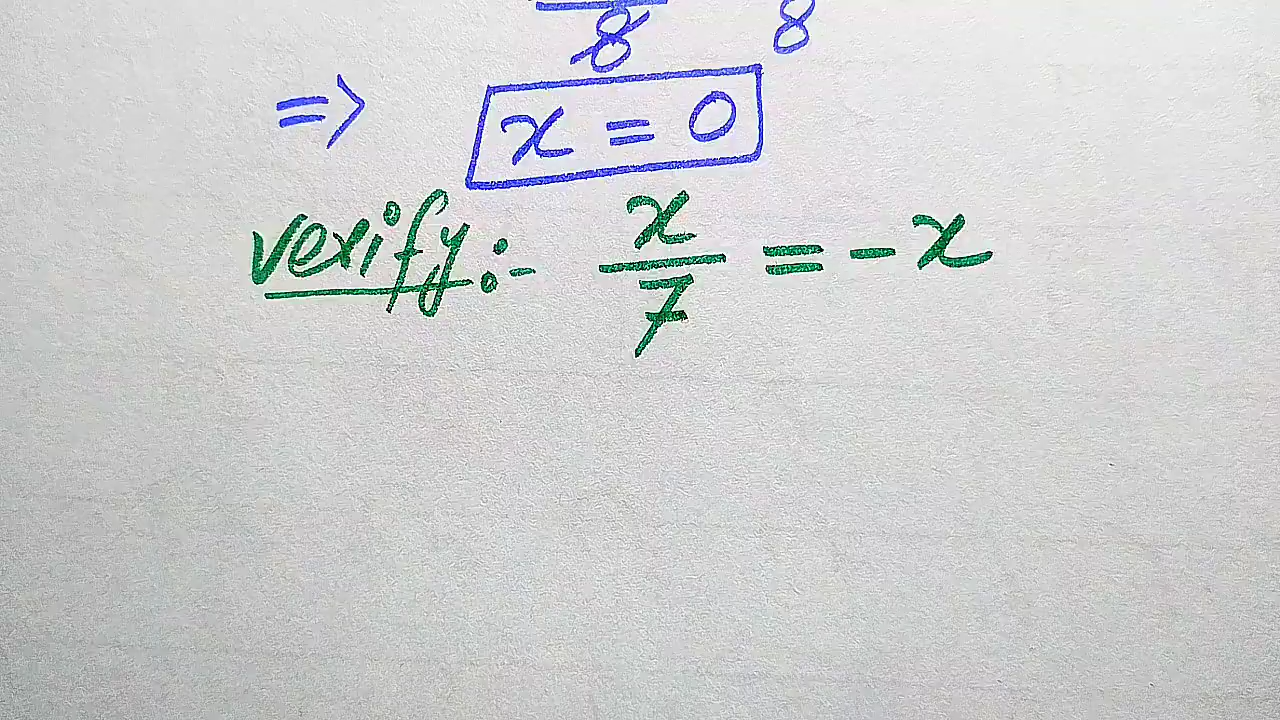 8 8
=> x = 0
verify:- x/7 = -x